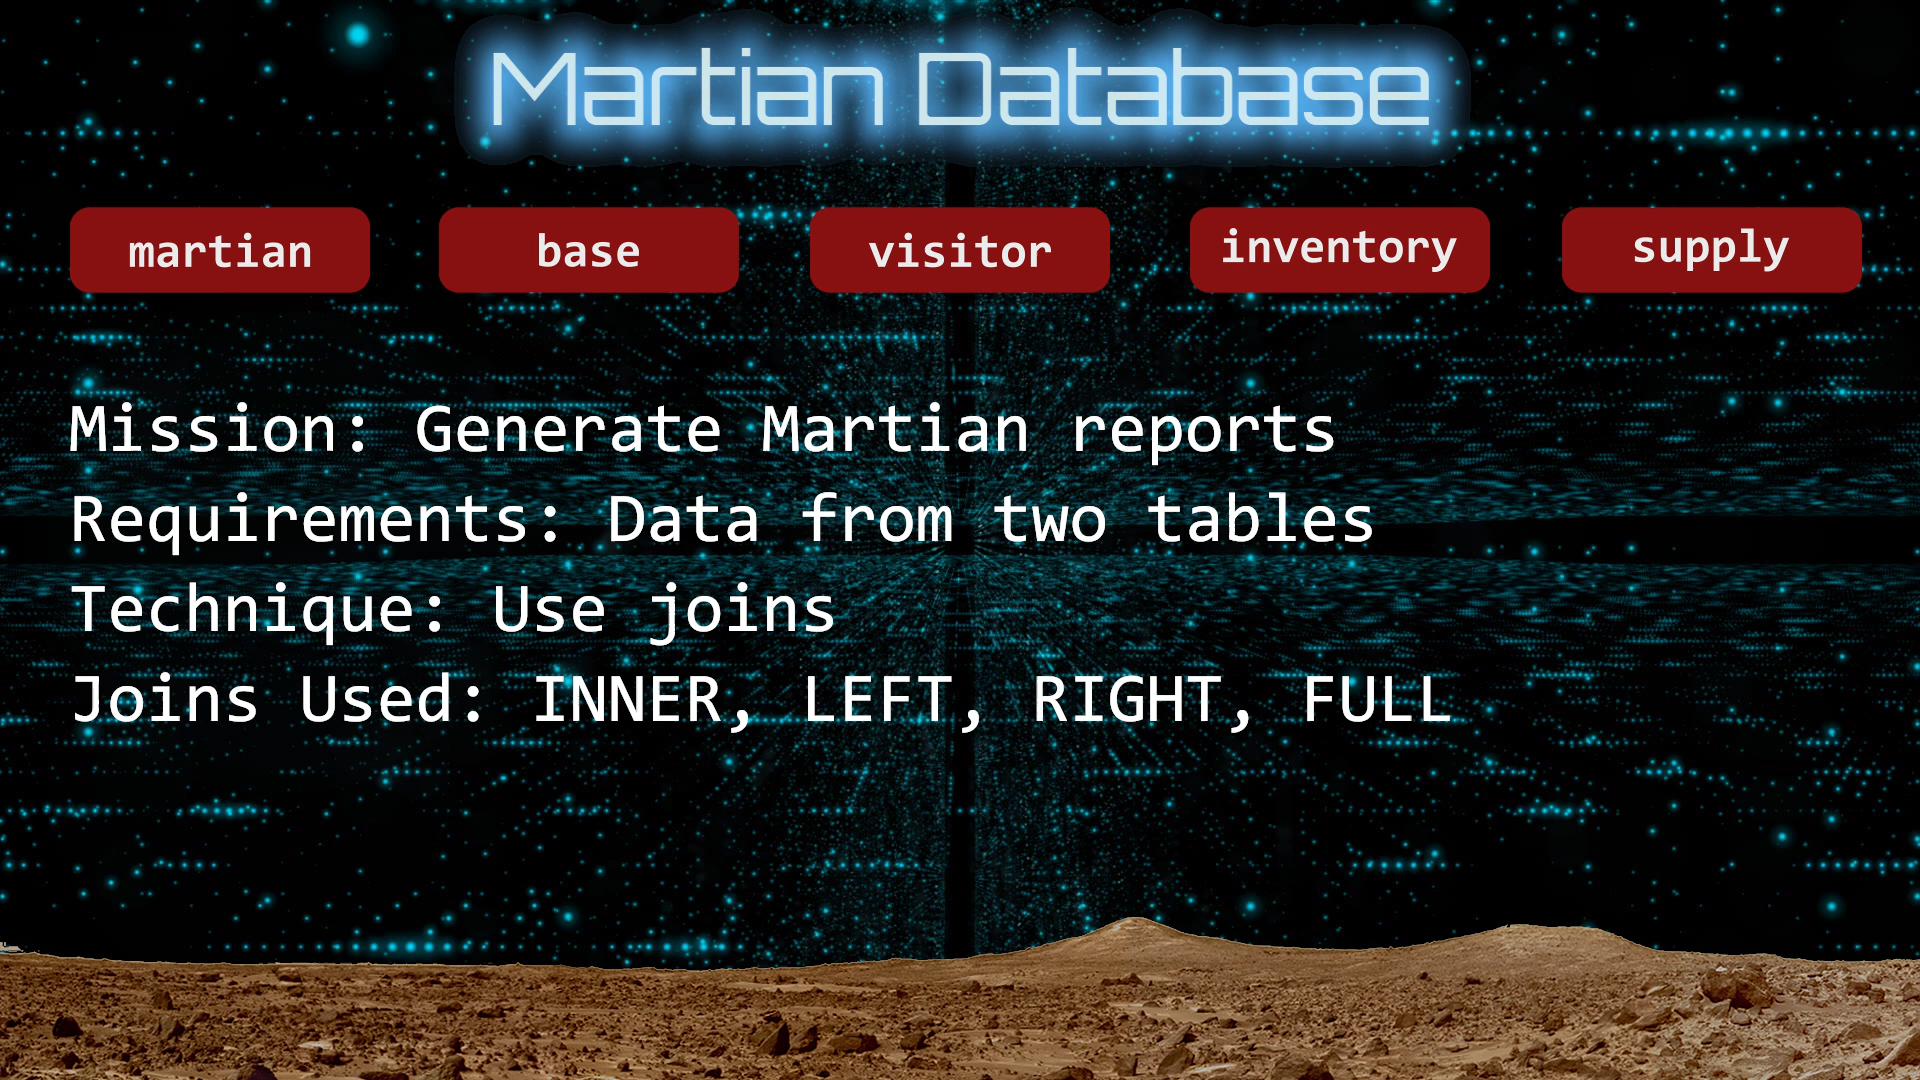 Martian Database
martian base visitor inventory supply
Mission: Generate Martian reports
Requirements: Data from two tables
Technique: Use joins
Joins Used: INNER, LEFT, RIGHT, FULL